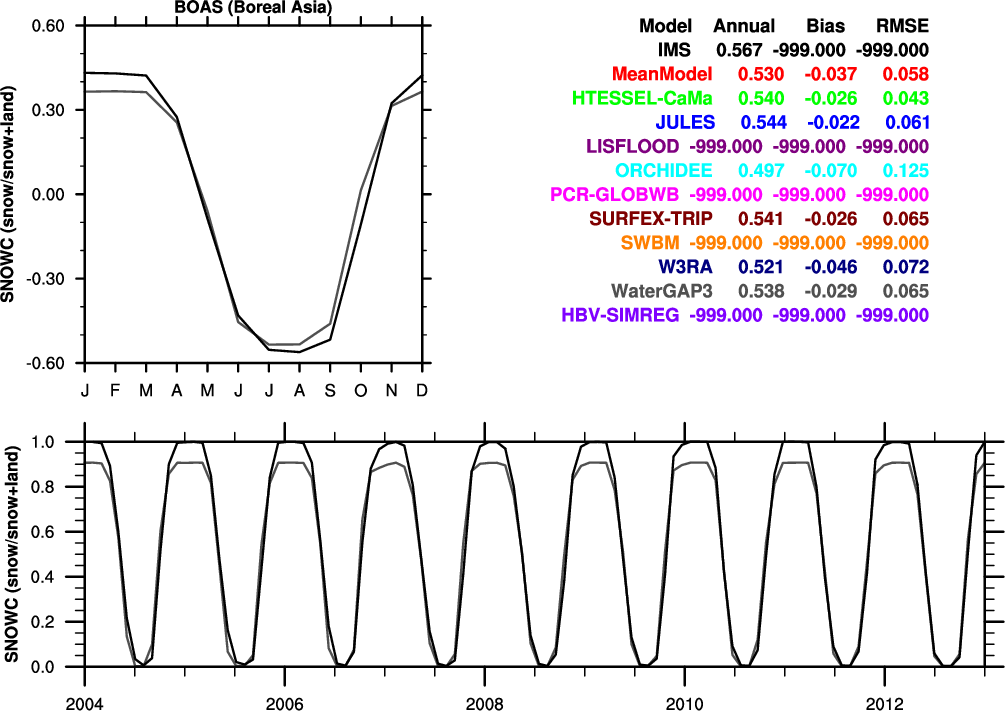 BOAS (Boreal Asia)
SNOWC (snow/snow+land)
0.60
0.30
0.00
-0.30
-0.60
J F M A M J J A S O N D
Model Annual Bias RMSE
IMS 0.567 -999.000 -999.000
MeanModel 0.530 -0.037 0.058
HTESSEL-CaMa 0.540 -0.026 0.043
JULES 0.544 -0.022 0.061
LISFLOOD -999.000 -999.000 -999.000
ORCHIDEE 0.497 -0.070 0.125
PCR-GLOBWB -999.000 -999.000 -999.000
SURFEX-TRIP 0.541 -0.026 0.065
SWBM -999.000 -999.000 -999.000
W3RA 0.521 -0.046 0.072
WaterGAP3 0.538 -0.029 0.065
HBV-SIMREG -999.000 -999.000 -999.000
SNOWC (snow/snow+land)
1.0
0.8
0.6
0.4
0.2
0.0
2004 2006 2008 2010 2012